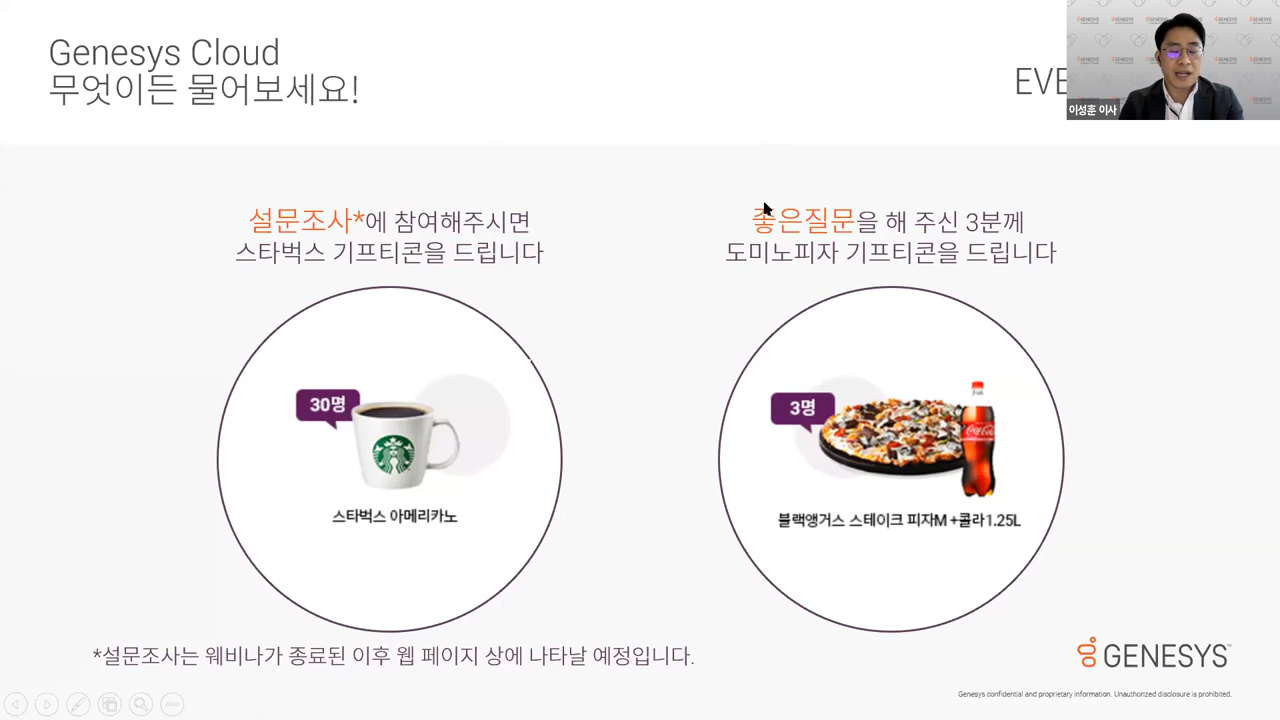 Genesys Cloud
무엇이든 물어보세요!
EVE
이성훈 이사
설문조사*에 참여해주시면
스타벅스 기프티콘을 드립니다
좋은질문을 해 주신 3분께
도미노피자 기프티콘을 드립니다
30명
스타벅스 아메리카노
3명
Coca-Cola
블랙앵거스 스테이크 피자M +콜라1.25L
*설문조사는 웨비나가 종료된 이후 웹 페이지 상에 나타날 예정입니다.
GENESYS™
Genesys confidential and proprietary information. Unauthorized disclosure is prohibited.